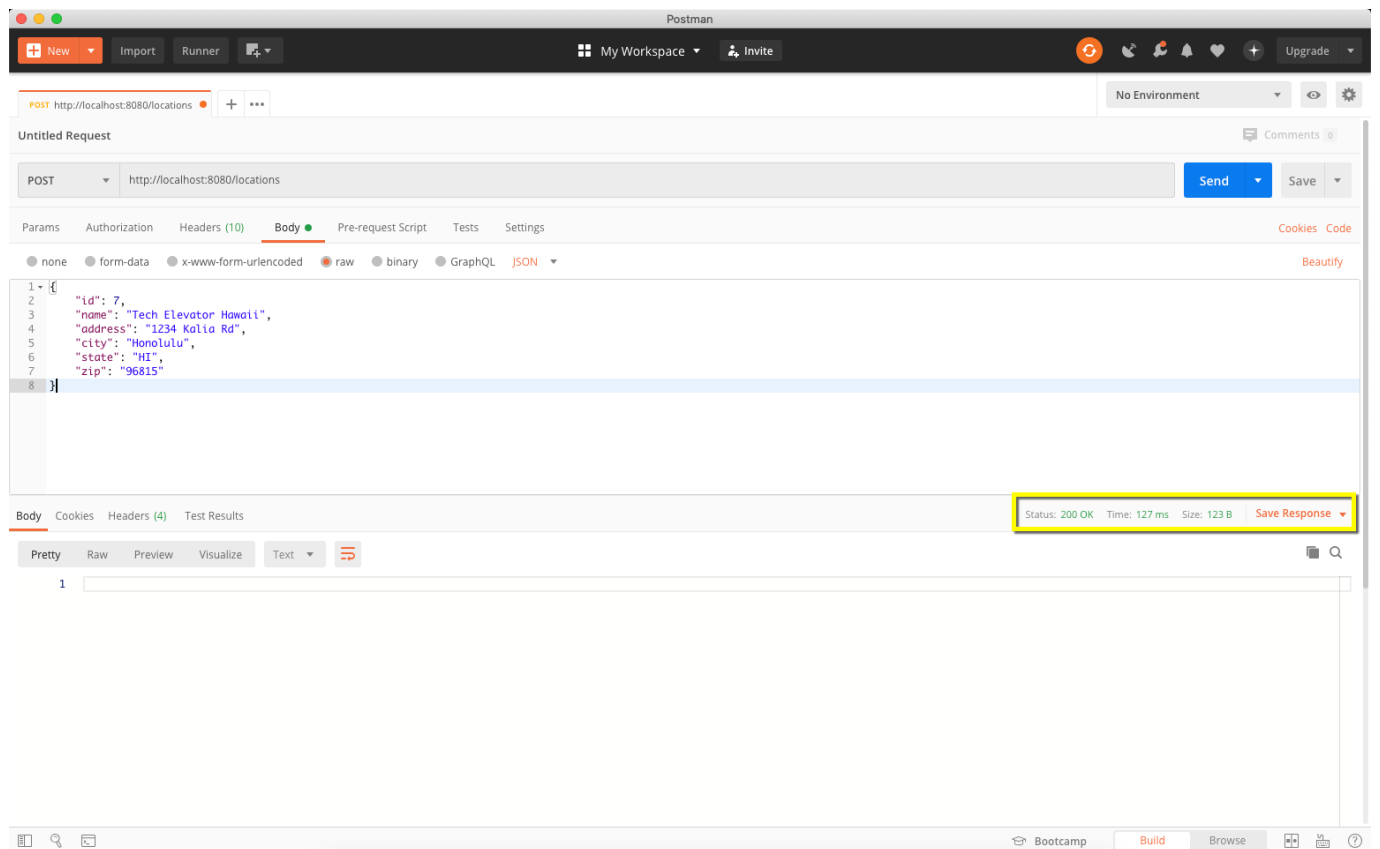 Postman
New Import Runner My Workspace Invite Upgrade
POST http://localhost:8080/locations No Environment
Untitled Request Comments 0
POST http://localhost:8080/locations Send Save
Params Authorization Headers (10) Body Pre-request Script Tests Settings Cookies Code
none form-data x-www-form-urlencoded raw binary GraphQL JSON Beautify
1 {
2 "id": 7,
3 "name": "Tech Elevator Hawaii",
4 "address": "1234 Kalia Rd",
5 "city": "Honolulu",
6 "state": "HI",
7 "zip": "96815"
8 }
Body Cookies Headers (4) Test Results Status: 200 OK Time: 127 ms Size: 123 B Save Response
Pretty Raw Preview Visualize Text
1
Bootcamp Build Browse